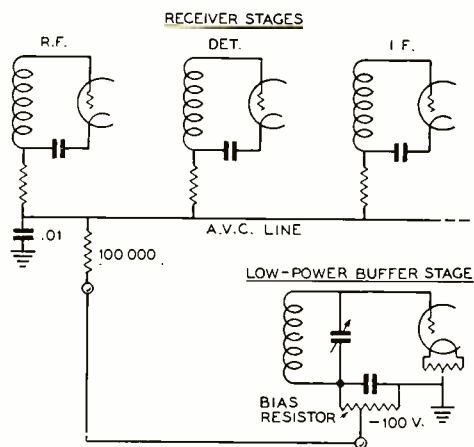 RECEIVER STAGES
R.F.
DET.
I F.
.01
A.V.C. LINE
100 000
LOW-POWER BUFFER STAGE
BIAS
RESISTOR
-100 V.